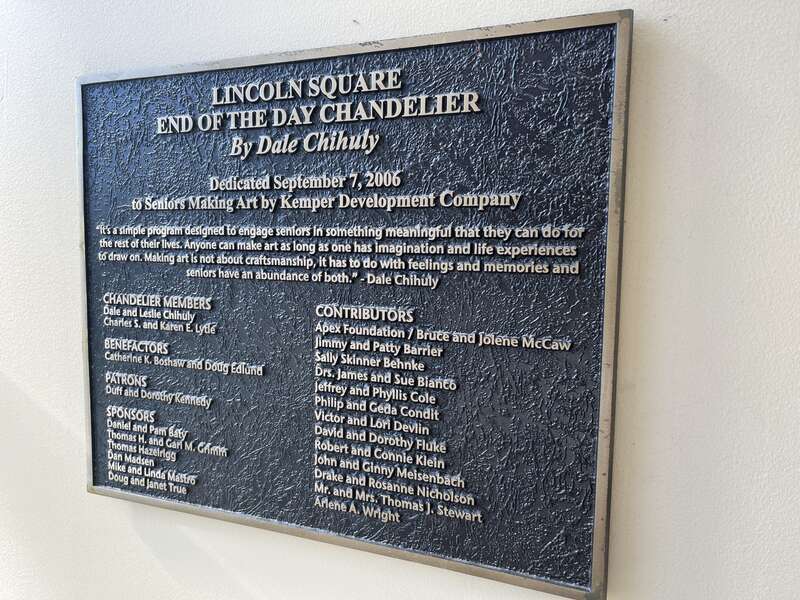 LINCOLN SQUARE
END OF THE DAY CHANDELIER
By Dale Chihuly
Dedicated September 7, 2006
to Seniors Making Art by Kemper Development Company
"It's a simple program designed to engage seniors in something meaningful that they can do for
the rest of their lives. Anyone can make art as long as one has imagination and life experiences
to draw on. Making art is not about craftsmanship, it has to do with feelings and memories and
seniors have an abundance of both." - Dale Chihuly
CHANDELIER MEMBERS
Dale and Leslie Chihuly
Charles S. and Karen E. Lytle
BENEFACTORS
Catherine K. Boshaw and Doug Edlund
PATRONS
Duff and Dorothy Kennedy
SPONSORS
Daniel and Pam Baty
Thomas H. and Gail M. Grimm
Thomas Hazelrigg
Dan Madsen
Mike and Linda Mastro
Doug and Janet True
CONTRIBUTORS
Apex Foundation / Bruce and Jolene McCaw
Jimmy and Patty Barrier
Sally Skinner Behnke
Drs. James and Sue Bianco
Jeffrey and Phyllis Cole
Philip and Geda Condit
Victor and Lori Devlin
David and Dorothy Fluke
Robert and Connie Klein
John and Ginny Meisenbach
Drake and Rosanne Nicholson
Mr. and Mrs. Thomas J. Stewart
Arlene A. Wright